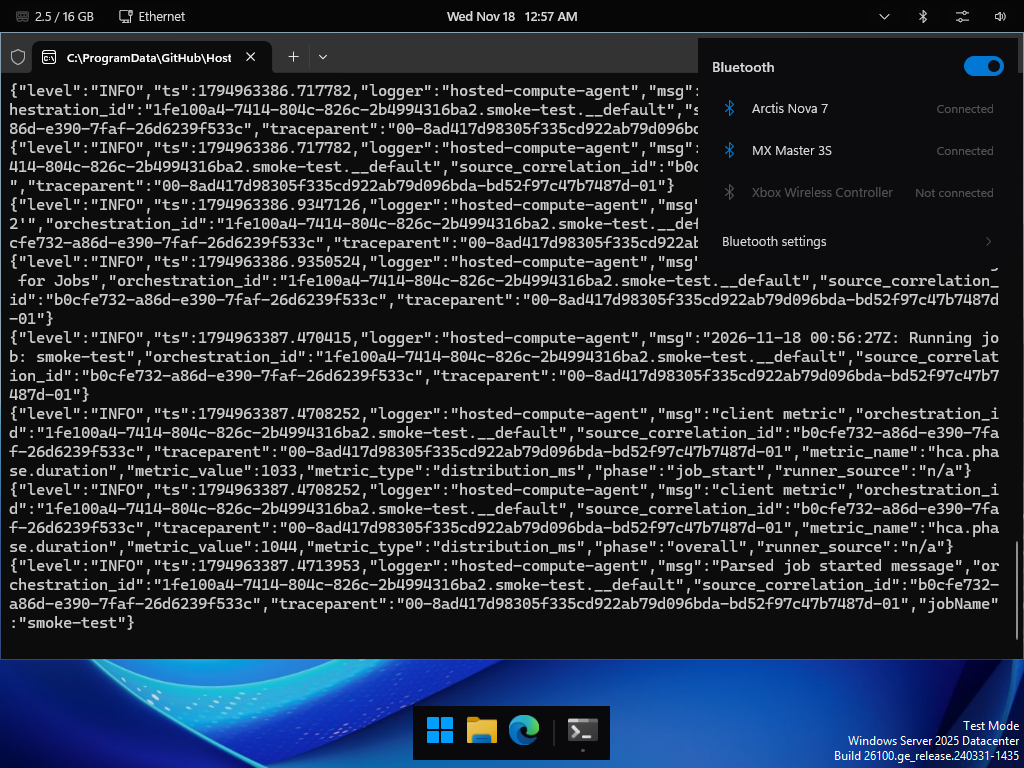 2.5 / 16 GB Ethernet Wed Nov 18 12:57 AM
C:\ProgramData\GitHub\Host
{"level":"INFO","ts":1794963386.717782,"logger":"hosted-compute-agent","msg":
hestration_id":"1fe100a4-7414-804c-826c-2b4994316ba2.smoke-test.__default","s
86d-e390-7faf-26d6239f533c","traceparent":"00-8ad417d98305f335cd922ab79d096bd
{"level":"INFO","ts":1794963386.717782,"logger":"hosted-compute-agent","msg":
414-804c-826c-2b4994316ba2.smoke-test.__default","source_correlation_id":"b0c
","traceparent":"00-8ad417d98305f335cd922ab79d096bda-bd52f97c47b7487d-01"}
{"level":"INFO","ts":1794963386.9347126,"logger":"hosted-compute-agent","msg"
2'","orchestration_id":"1fe100a4-7414-804c-826c-2b4994316ba2.smoke-test.__def
cfe732-a86d-e390-7faf-26d6239f533c","traceparent":"00-8ad417d98305f335cd922ab
{"level":"INFO","ts":1794963386.9350524,"logger":"hosted-compute-agent","msg"
for Jobs","orchestration_id":"1fe100a4-7414-804c-826c-2b4994316ba2.smoke-test.__default","source_correlation_
id":"b0cfe732-a86d-e390-7faf-26d6239f533c","traceparent":"00-8ad417d98305f335cd922ab79d096bda-bd52f97c47b7487d
-01"}
{"level":"INFO","ts":1794963387.470415,"logger":"hosted-compute-agent","msg":"2026-11-18 00:56:27Z: Running jo
b: smoke-test","orchestration_id":"1fe100a4-7414-804c-826c-2b4994316ba2.smoke-test.__default","source_correlat
ion_id":"b0cfe732-a86d-e390-7faf-26d6239f533c","traceparent":"00-8ad417d98305f335cd922ab79d096bda-bd52f97c47b7
487d-01"}
{"level":"INFO","ts":1794963387.4708252,"logger":"hosted-compute-agent","msg":"client metric","orchestration_i
d":"1fe100a4-7414-804c-826c-2b4994316ba2.smoke-test.__default","source_correlation_id":"b0cfe732-a86d-e390-7fa
f-26d6239f533c","traceparent":"00-8ad417d98305f335cd922ab79d096bda-bd52f97c47b7487d-01","metric_name":"hca.pha
se.duration","metric_value":1033,"metric_type":"distribution_ms","phase":"job_start","runner_source":"n/a"}
{"level":"INFO","ts":1794963387.4708252,"logger":"hosted-compute-agent","msg":"client metric","orchestration_i
d":"1fe100a4-7414-804c-826c-2b4994316ba2.smoke-test.__default","source_correlation_id":"b0cfe732-a86d-e390-7fa
f-26d6239f533c","traceparent":"00-8ad417d98305f335cd922ab79d096bda-bd52f97c47b7487d-01","metric_name":"hca.pha
se.duration","metric_value":1044,"metric_type":"distribution_ms","phase":"overall","runner_source":"n/a"}
{"level":"INFO","ts":1794963387.4713953,"logger":"hosted-compute-agent","msg":"Parsed job started message","or
chestration_id":"1fe100a4-7414-804c-826c-2b4994316ba2.smoke-test.__default","source_correlation_id":"b0cfe732-
a86d-e390-7faf-26d6239f533c","traceparent":"00-8ad417d98305f335cd922ab79d096bda-bd52f97c47b7487d-01","jobName"
:"smoke-test"}
Bluetooth
Arctis Nova 7 Connected
MX Master 3S Connected
Xbox Wireless Controller Not connected
Bluetooth settings
Test Mode
Windows Server 2025 Datacenter
Build 26100.ge_release.240331-1435